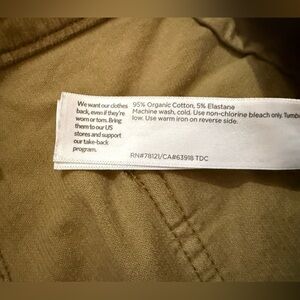 We want our clothes
back, even if they're
worn or torn. Bring
them to our US
stores and support
our take-back
program.
95% Organic Cotton, 5% Elastane
Machine wash, cold. Use non-chlorine bleach only. Tumb
low. Use warm iron on reverse side.
RN#78121/CA#63918 TDC